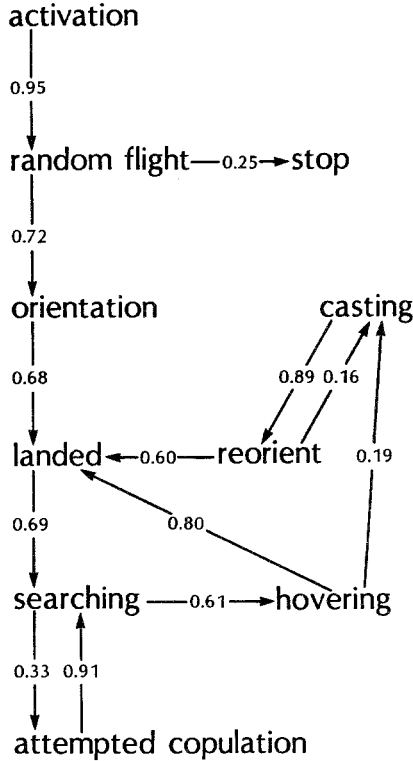 activation
0.95
random flight 0.25 stop
0.72
orientation casting
0.68 0.89 0.16
landed 0.60 reorient 0.19
0.69 0.80
searching 0.61 hovering
0.33 0.91
attempted copulation